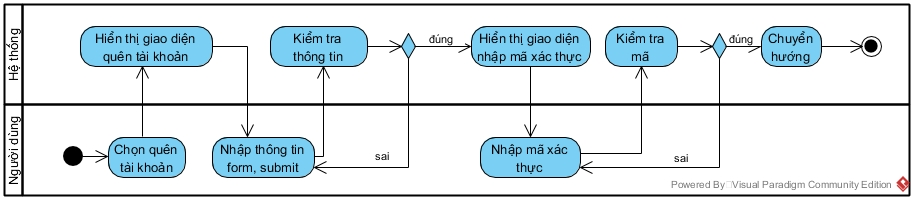 Hệ thống
Hiển thị giao diện
quên tài khoản
Kiểm tra
thông tin
đúng
Hiển thị giao diện
nhập mã xác thực
Kiểm tra
mã
đúng
Chuyển
hướng
Người dùng
Chọn quên
tài khoản
Nhập thông tin
form, submit
sai
Nhập mã xác
thực
sai
Powered By Visual Paradigm Community Edition